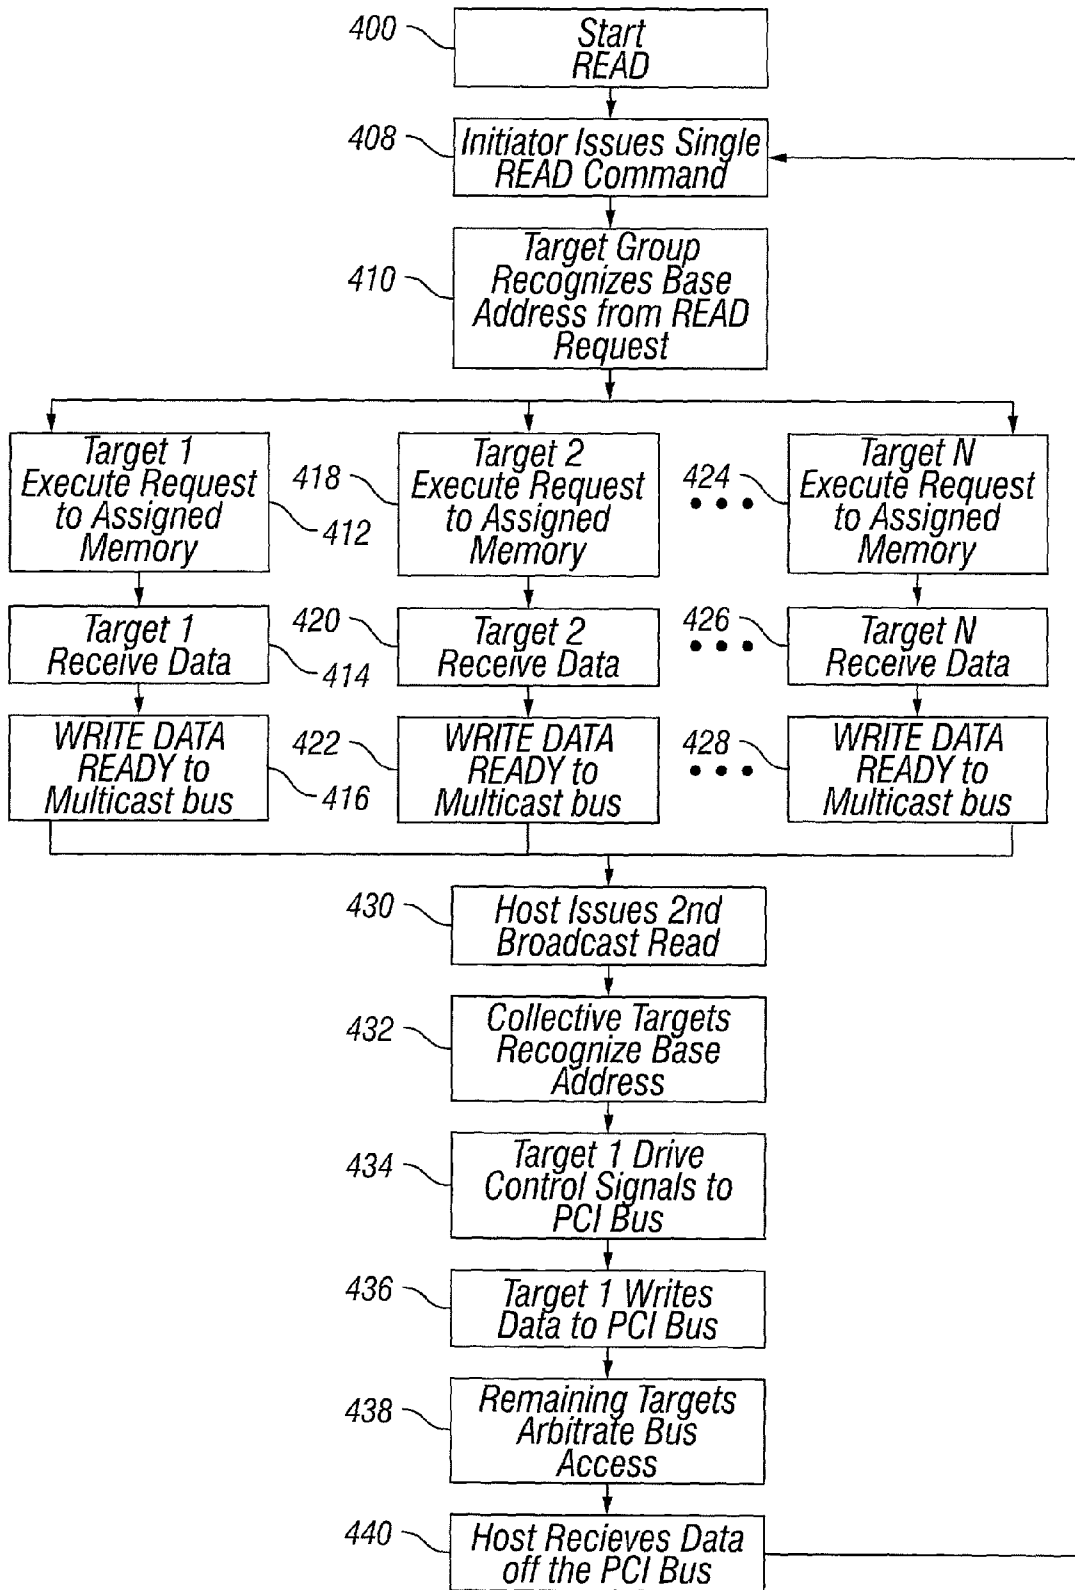 400
Start
READ
408
Initiator Issues Single
READ Command
410
Target Group
Recognizes Base
Address from READ
Request
Target 1
Execute Request
to Assigned
Memory
412
418
Target 2
Execute Request
to Assigned
Memory
424
Target N
Execute Request
to Assigned
Memory
Target 1
Receive Data
414
420
Target 2
Receive Data
426
Target N
Receive Data
WRITE DATA
READY to
Multicast bus
416
422
WRITE DATA
READY to
Multicast bus
428
WRITE DATA
READY to
Multicast bus
430
Host Issues 2nd
Broadcast Read
432
Collective Targets
Recognize Base
Address
434
Target 1 Drive
Control Signals to
PCI Bus
436
Target 1 Writes
Data to PCI Bus
438
Remaining Targets
Arbitrate Bus
Access
440
Host Recieves Data
off the PCI Bus